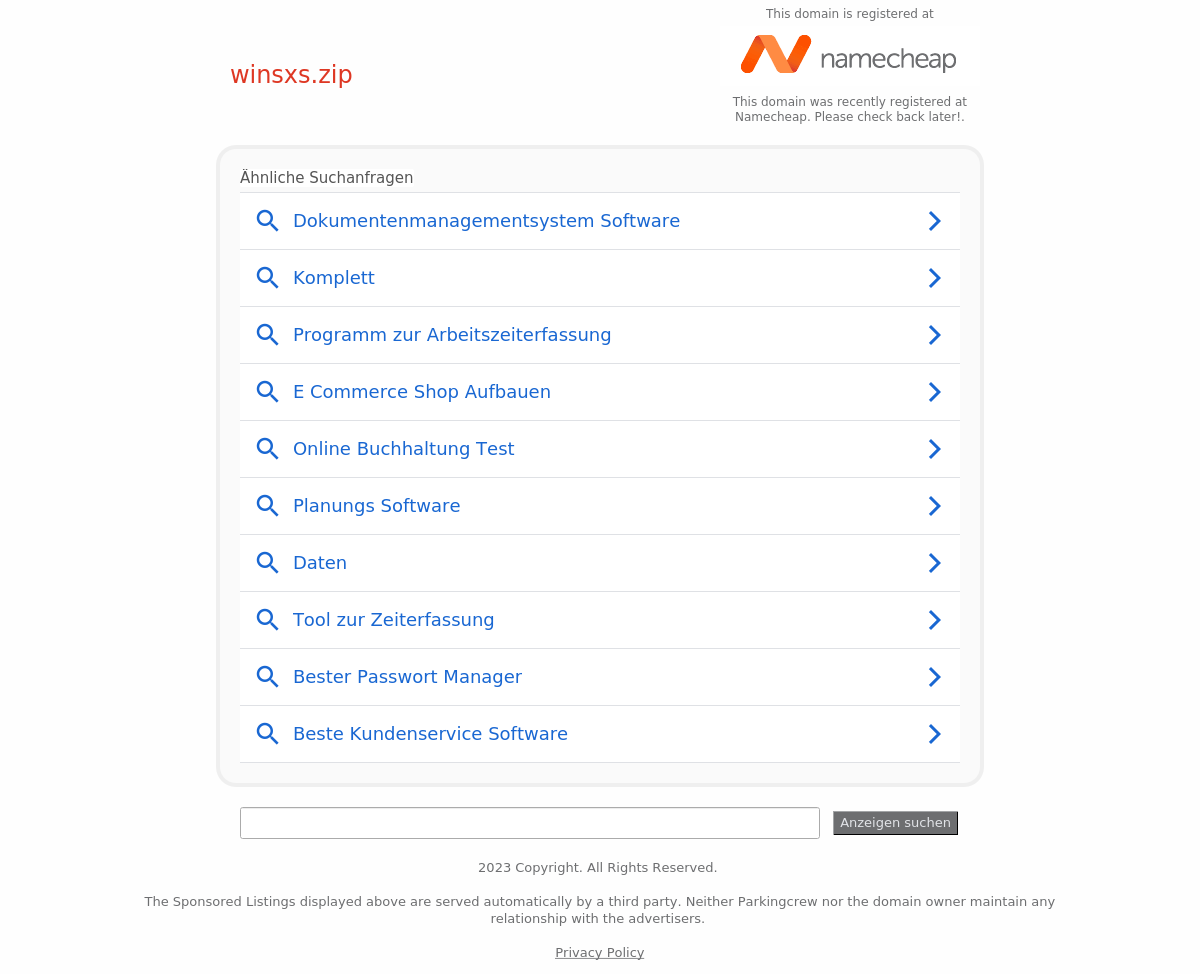 This domain is registered at
namecheap
winsxs.zip
This domain was recently registered at
Namecheap. Please check back later!.
Ähnliche Suchanfragen
Dokumentenmanagementsystem Software
Komplett
Programm zur Arbeitszeiterfassung
E Commerce Shop Aufbauen
Online Buchhaltung Test
Planungs Software
Daten
Tool zur Zeiterfassung
Bester Passwort Manager
Beste Kundenservice Software
Anzeigen suchen
2023 Copyright. All Rights Reserved.
The Sponsored Listings displayed above are served automatically by a third party. Neither Parkingcrew nor the domain owner maintain any
relationship with the advertisers.
Privacy Policy